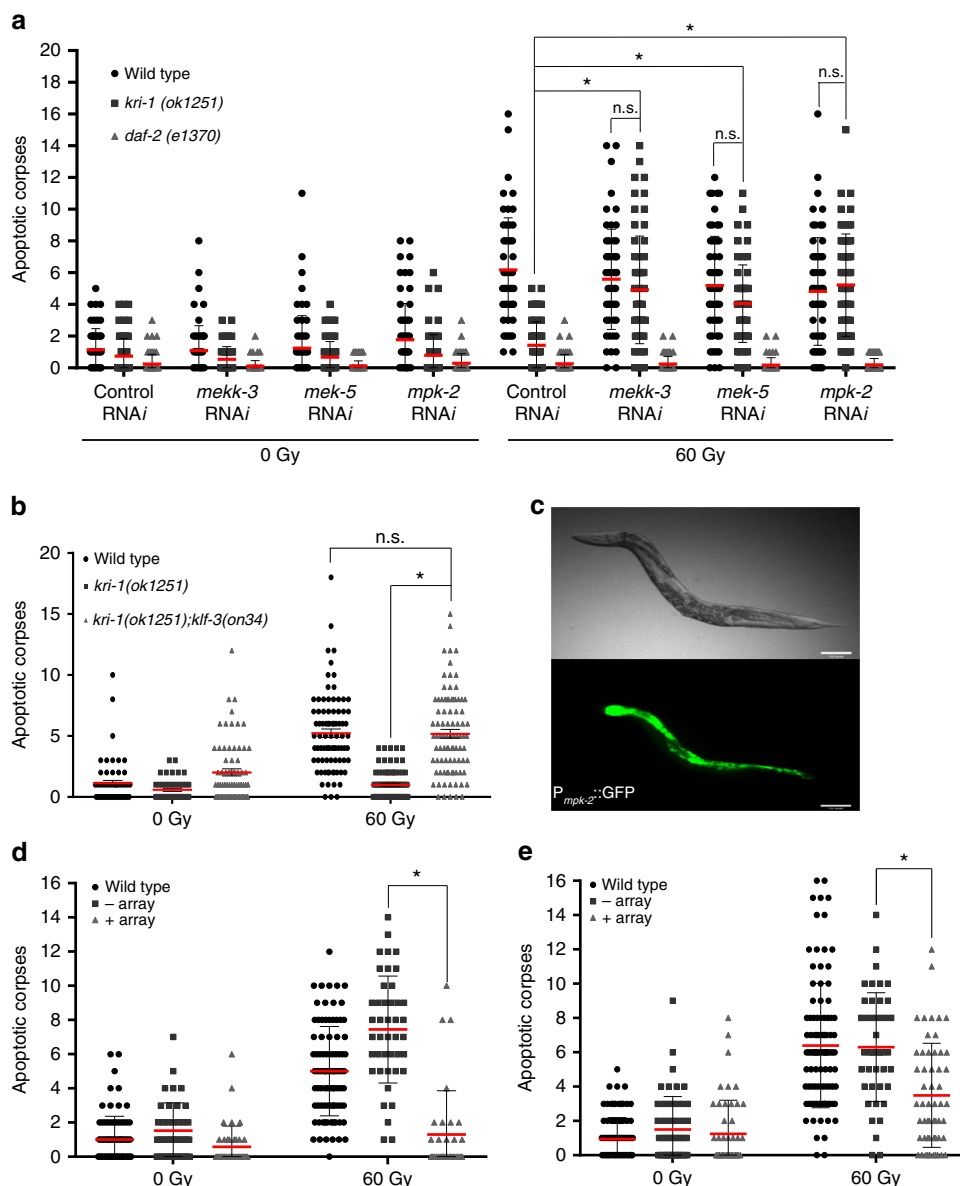 a
20
18
16
14
12
10
8
6
4
2
0
Apoptotic corpses
Wild type
kri-1 (ok1251)
daf-2 (e1370)
*
*
*
n.s.
n.s.
n.s.
Control RNAi
mekk-3 RNAi
mek-5 RNAi
mpk-2 RNAi
Control RNAi
mekk-3 RNAi
mek-5 RNAi
mpk-2 RNAi
0 Gy
60 Gy
b
20
15
10
5
0
Apoptotic corpses
Wild type
kri-1(ok1251)
kri-1(ok1251);klf-3(on34)
n.s.
*
0 Gy
60 Gy
c
Pmpk-2::GFP
d
16
14
12
10
8
6
4
2
0
Apoptotic corpses
Wild type
– array
+ array
*
0 Gy
60 Gy
e
16
14
12
10
8
6
4
2
0
Apoptotic corpses
Wild type
– array
+ array
*
0 Gy
60 Gy